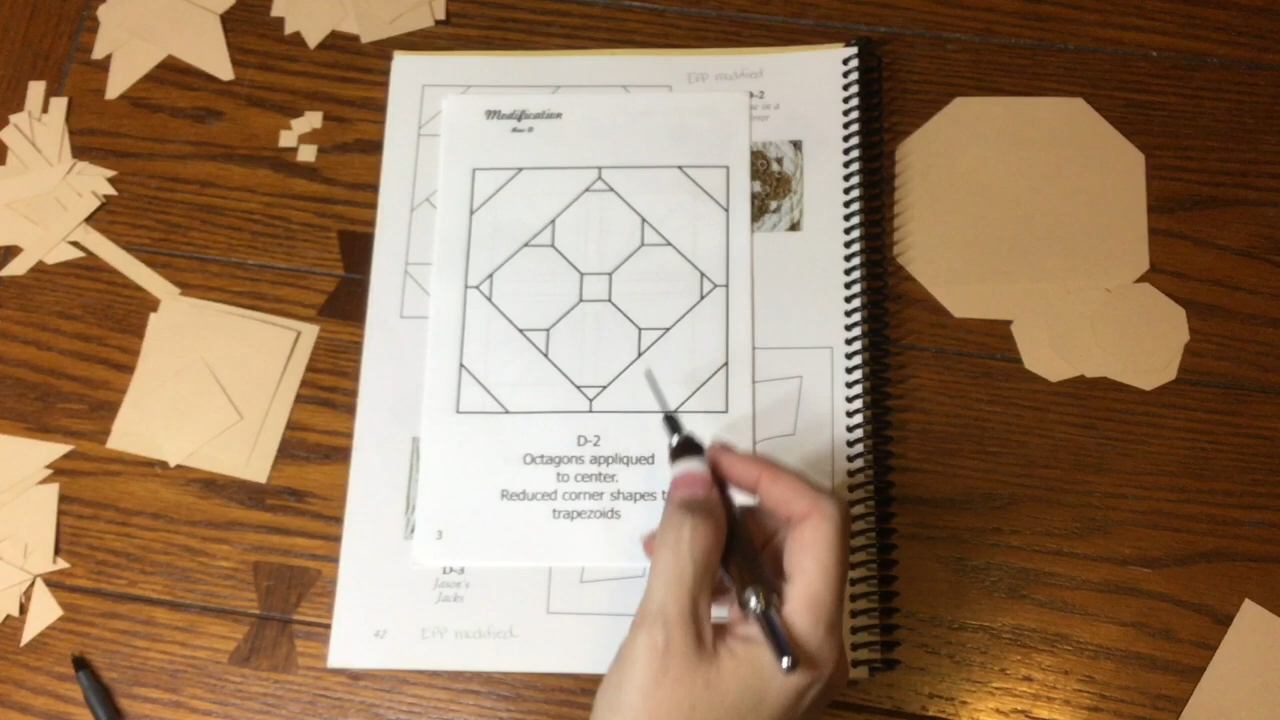 EPP modified
Modification
Row D
D-2
Octagons appliqued
to center.
Reduced corner shapes
trapezoids
3
D-3
Jason's
Jacks
42
EPP modified